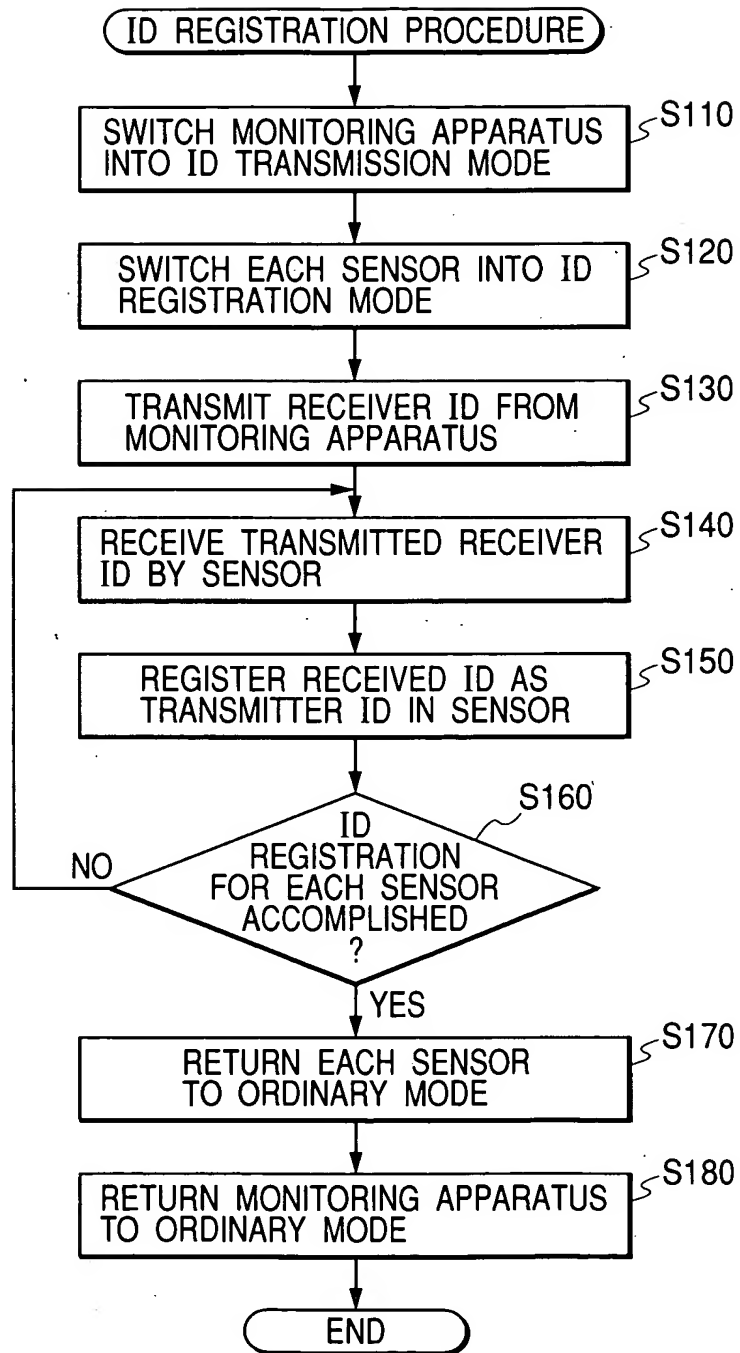 ID REGISTRATION PROCEDURE
SWITCH MONITORING APPARATUS
INTO ID TRANSMISSION MODE
S110
SWITCH EACH SENSOR INTO ID
REGISTRATION MODE
S120
TRANSMIT RECEIVER ID FROM
MONITORING APPARATUS
S130
RECEIVE TRANSMITTED RECEIVER
ID BY SENSOR
S140
REGISTER RECEIVED ID AS
TRANSMITTER ID IN SENSOR
S150
S160
ID
REGISTRATION
FOR EACH SENSOR
ACCOMPLISHED
?
NO
YES
RETURN EACH SENSOR
TO ORDINARY MODE
S170
RETURN MONITORING APPARATUS
TO ORDINARY MODE
S180
END